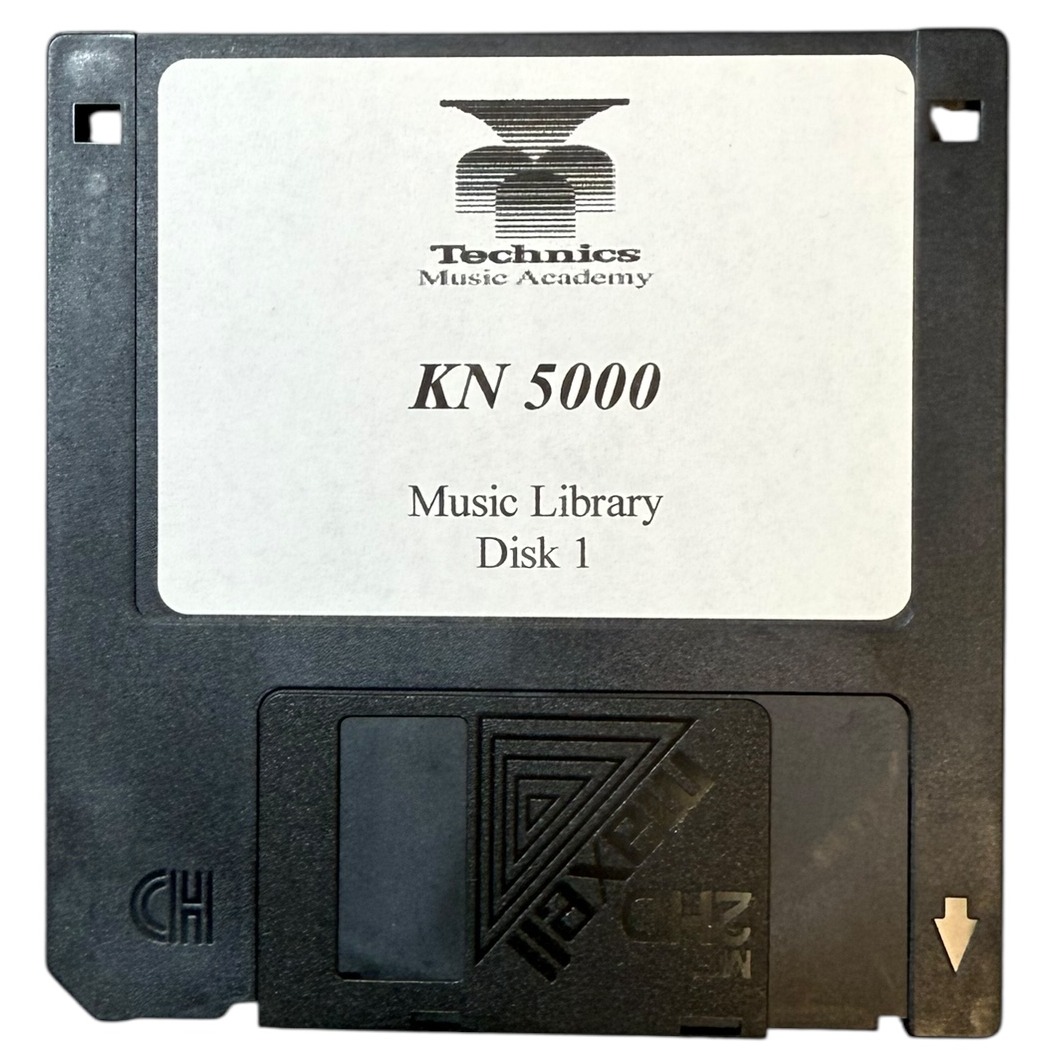 Technics
Music Academy
KN 5000
Music Library
Disk 1
maxell
MF 2HD
HD